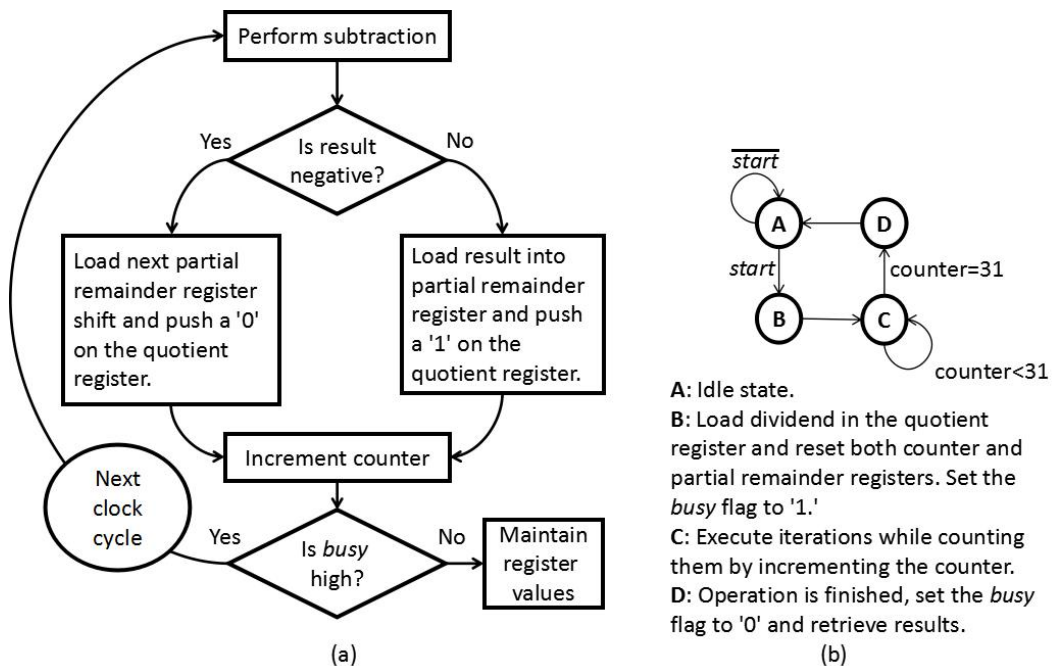 Perform subtraction
Yes
Is result
negative?
No
Load next partial
remainder register
shift and push a '0'
on the quotient
register.
Load result into
partial remainder
register and push
a '1' on the
quotient register.
Increment counter
Next
clock
cycle
Yes
Is busy
high?
No
Maintain
register
values
(a)
start
A
D
start
counter=31
B
C
counter<31
A: Idle state.
B: Load dividend in the quotient
register and reset both counter and
partial remainder registers. Set the
busy flag to '1.'
C: Execute iterations while counting
them by incrementing the counter.
D: Operation is finished, set the busy
flag to '0' and retrieve results.
(b)